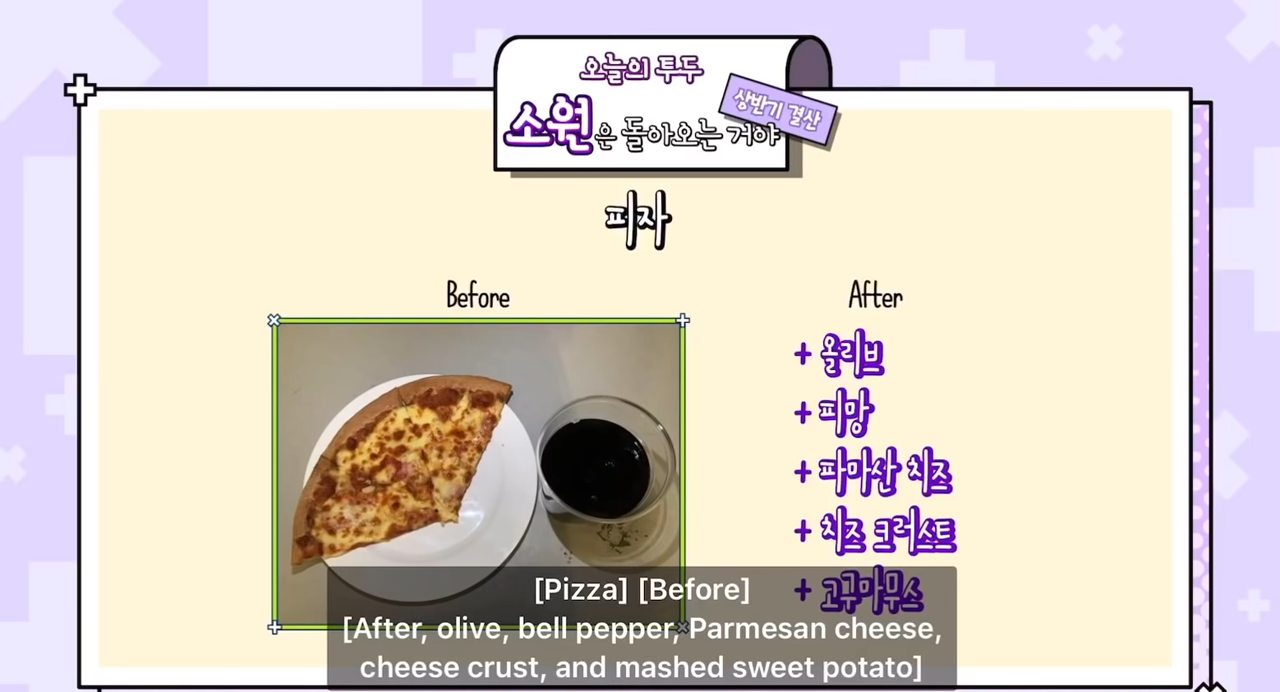 오늘의 투두
소원은 돌아오는 거야
상반기 결산
피자
Before
After
+ 올리브
+ 피망
+ 파마산 치즈
+ 치즈 크러스트
+ 고구마무스
[Pizza] [Before]
[After, olive, bell pepper, Parmesan cheese,
cheese crust, and mashed sweet potato]